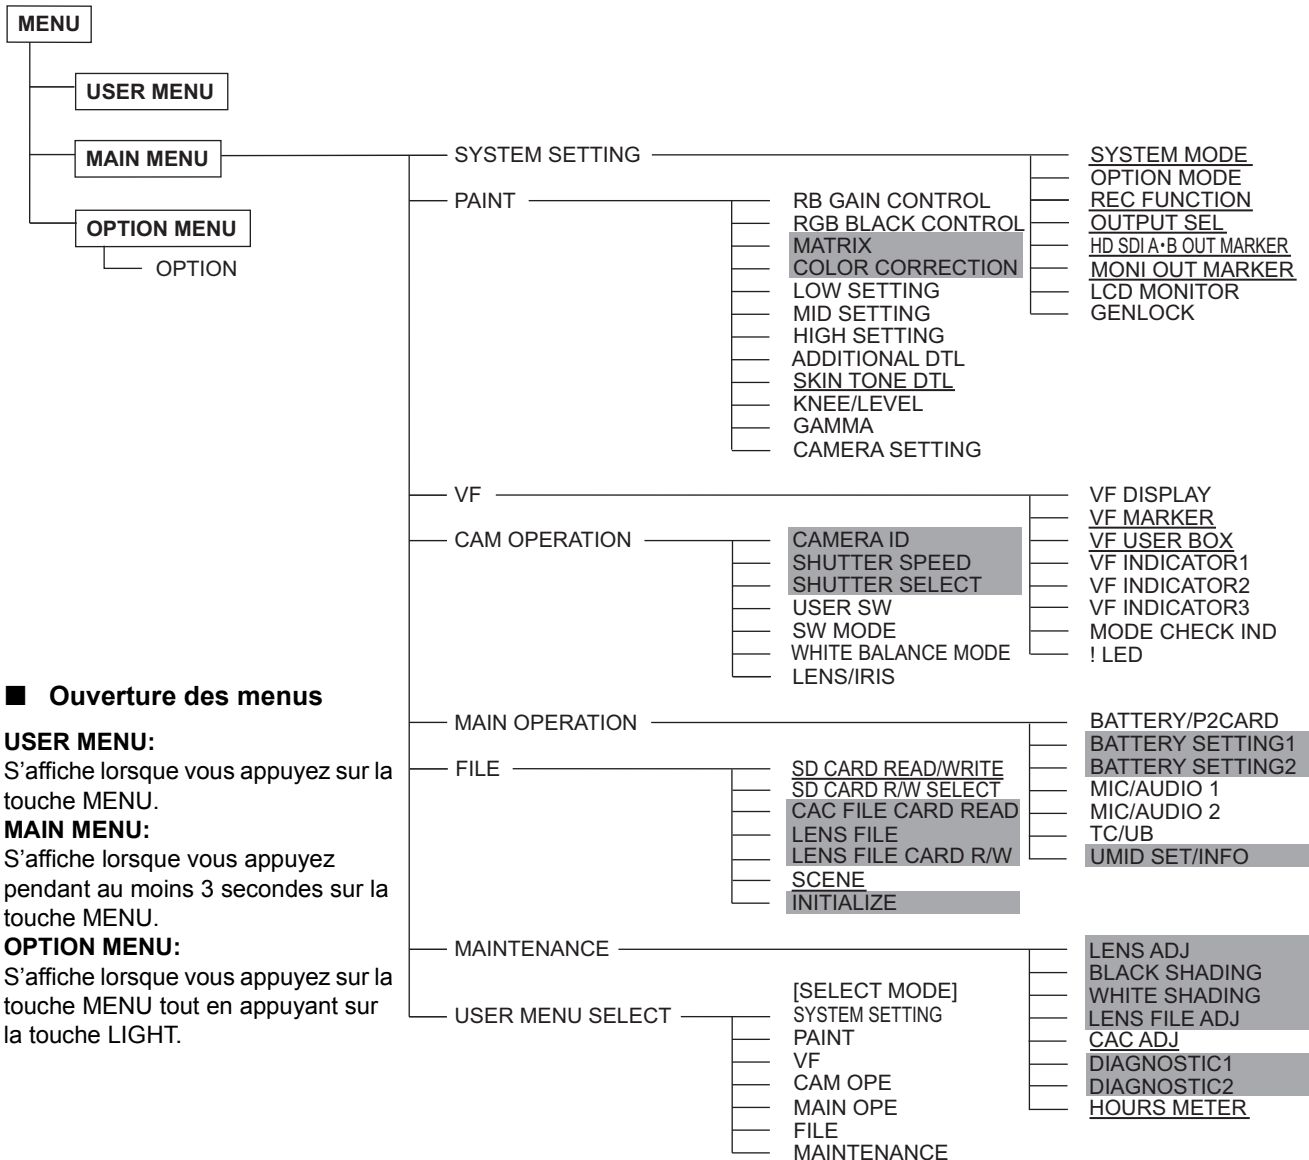 MENU
USER MENU
MAIN MENU
OPTION MENU
OPTION
SYSTEM SETTING
SYSTEM MODE
OPTION MODE
REC FUNCTION
OUTPUT SEL
HD SDI A•B OUT MARKER
MONI OUT MARKER
LCD MONITOR
GENLOCK
PAINT
RB GAIN CONTROL
RGB BLACK CONTROL
MATRIX
COLOR CORRECTION
LOW SETTING
MID SETTING
HIGH SETTING
ADDITIONAL DTL
SKIN TONE DTL
KNEE/LEVEL
GAMMA
CAMERA SETTING
VF
VF DISPLAY
VF MARKER
VF USER BOX
VF INDICATOR1
VF INDICATOR2
VF INDICATOR3
MODE CHECK IND
! LED
CAM OPERATION
CAMERA ID
SHUTTER SPEED
SHUTTER SELECT
USER SW
SW MODE
WHITE BALANCE MODE
LENS/IRIS
MAIN OPERATION
BATTERY/P2CARD
BATTERY SETTING1
BATTERY SETTING2
MIC/AUDIO 1
MIC/AUDIO 2
TC/UB
UMID SET/INFO
FILE
SD CARD READ/WRITE
SD CARD R/W SELECT
CAC FILE CARD READ
LENS FILE
LENS FILE CARD R/W
SCENE
INITIALIZE
MAINTENANCE
LENS ADJ
BLACK SHADING
WHITE SHADING
LENS FILE ADJ
CAC ADJ
DIAGNOSTIC1
DIAGNOSTIC2
HOURS METER
USER MENU SELECT
[SELECT MODE]
SYSTEM SETTING
PAINT
VF
CAM OPE
MAIN OPE
FILE
MAINTENANCE
■ Ouverture des menus
USER MENU:
S’affiche lorsque vous appuyez sur la
touche MENU.
MAIN MENU:
S’affiche lorsque vous appuyez
pendant au moins 3 secondes sur la
touche MENU.
OPTION MENU:
S’affiche lorsque vous appuyez sur la
touche MENU tout en appuyant sur
la touche LIGHT.